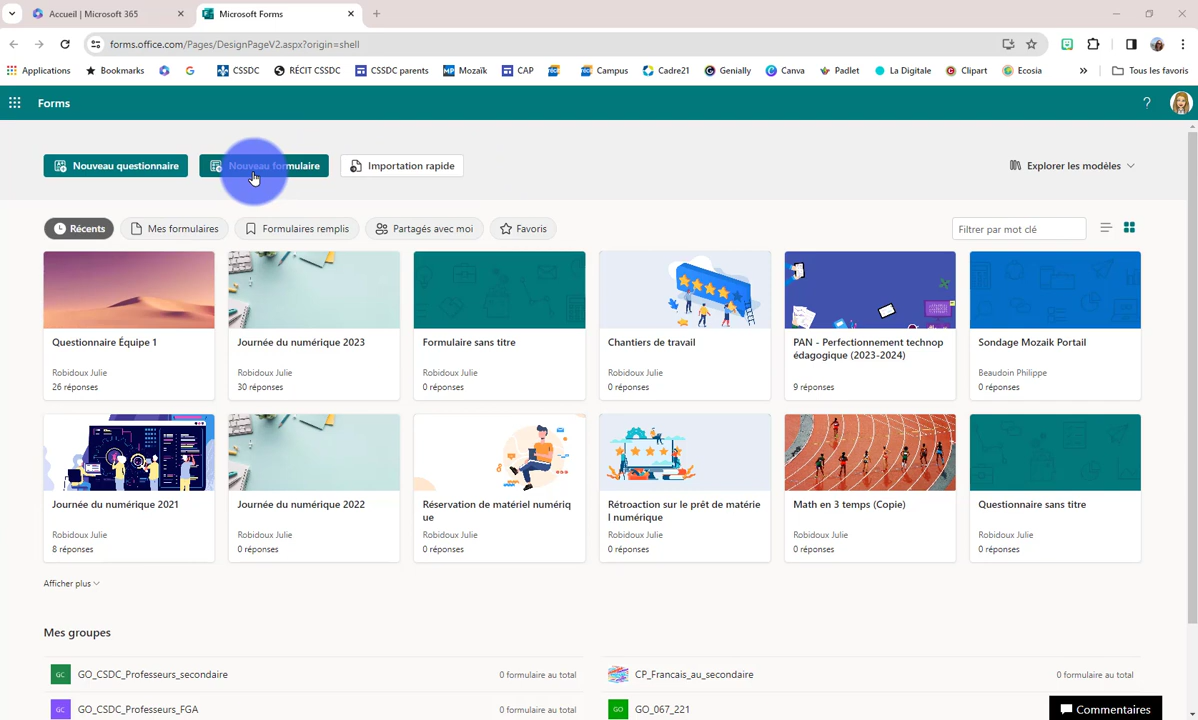 Accueil | Microsoft 365
Microsoft Forms
forms.office.com/Pages/DesignPageV2.aspx?origin=shell
Applications
Bookmarks
CSSDC
RÉCIT CSSDC
CSSDC parents
Mozaïk
CAP
Campus
Cadre21
Genially
Canva
Padlet
La Digitale
Clipart
Ecosia
Tous les favoris
Forms
Nouveau questionnaire
Nouveau formulaire
Importation rapide
Explorer les modèles
Récents
Mes formulaires
Formulaires remplis
Partagés avec moi
Favoris
Filtrer par mot clé
Questionnaire Équipe 1
Robidoux Julie
26 réponses
Journée du numérique 2023
Robidoux Julie
30 réponses
Formulaire sans titre
Robidoux Julie
0 réponses
Chantiers de travail
Robidoux Julie
0 réponses
PAN - Perfectionnement technop
édagogique (2023-2024)
9 réponses
Sondage Mozaik Portail
Beaudoin Philippe
0 réponses
Journée du numérique 2021
Robidoux Julie
8 réponses
Journée du numérique 2022
Robidoux Julie
0 réponses
Réservation de matériel numériq
ue
Robidoux Julie
0 réponses
Rétroaction sur le prêt de matérie
l numérique
Robidoux Julie
0 réponses
Math en 3 temps (Copie)
Robidoux Julie
0 réponses
Questionnaire sans titre
Robidoux Julie
0 réponses
Afficher plus
Mes groupes
GC
GO_CSDC_Professeurs_secondaire
0 formulaire au total
CP_Francais_au_secondaire
0 formulaire au total
GC
GO_CSDC_Professeurs_FGA
0 formulaire au total
GO
GO_067_221
Commentaires